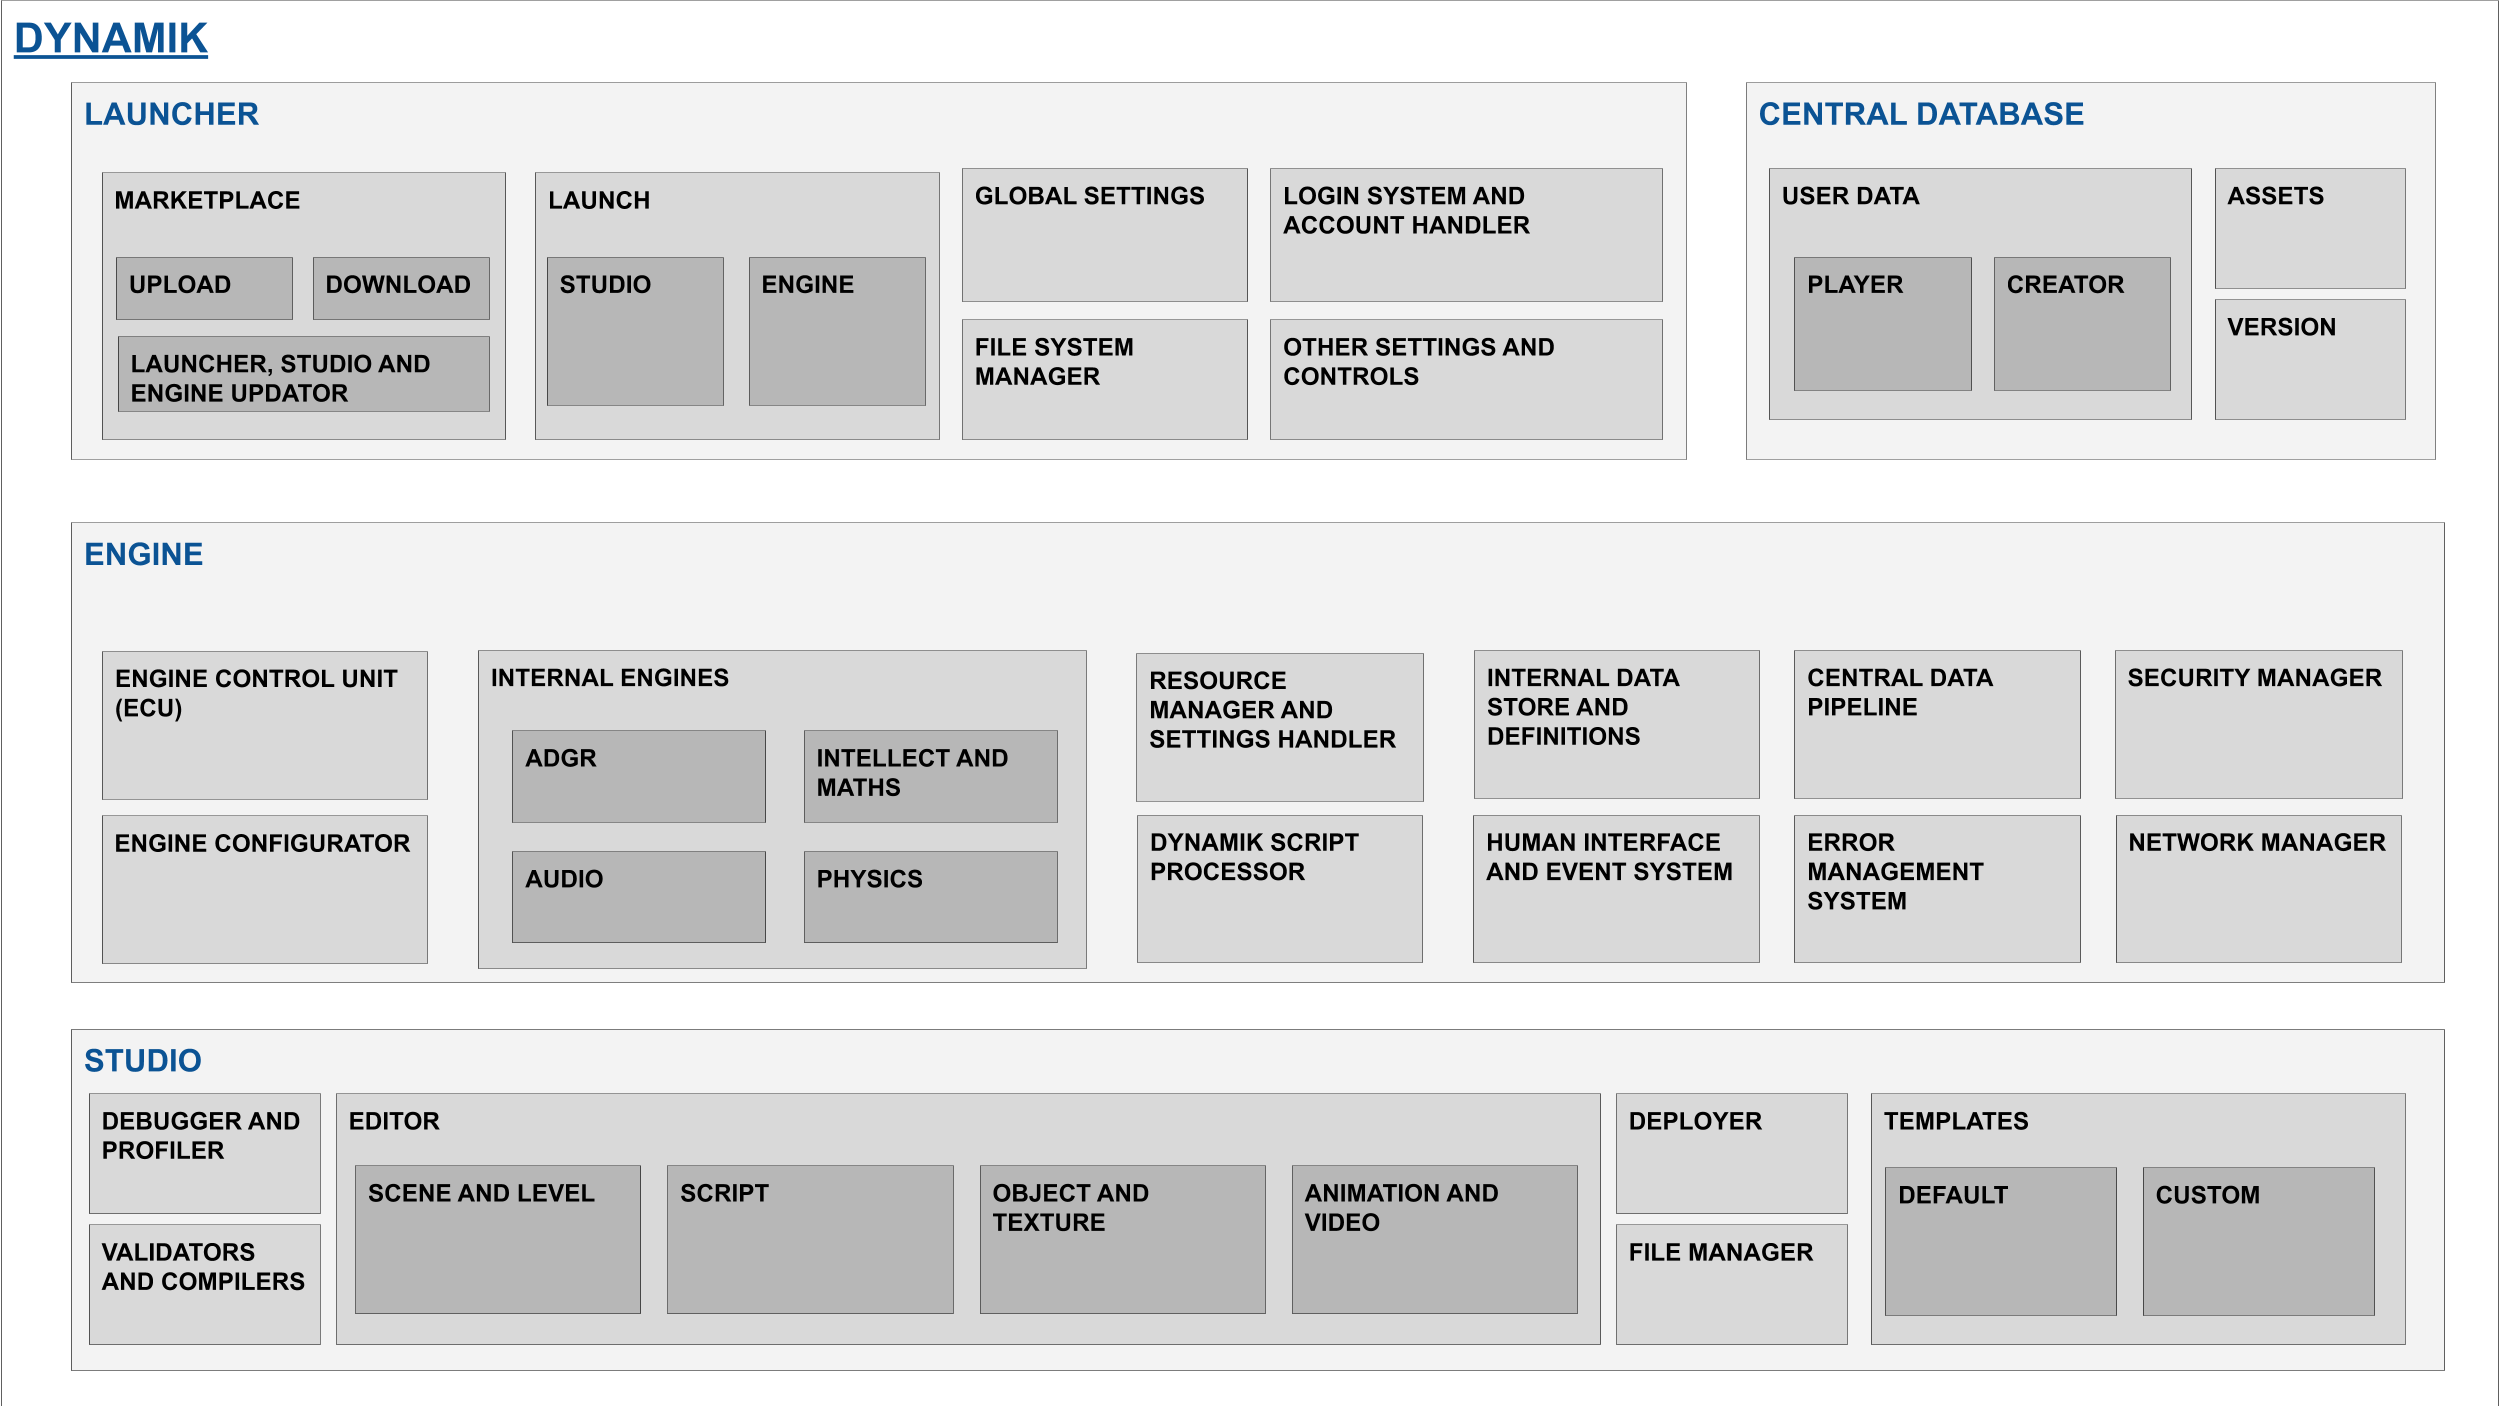 DYNAMIK
LAUNCHER
MARKETPLACE
UPLOAD
DOWNLOAD
LAUNCHER, STUDIO AND
ENGINE UPDATOR
LAUNCH
STUDIO
ENGINE
GLOBAL SETTINGS
LOGIN SYSTEM AND
ACCOUNT HANDLER
FILE SYSTEM
MANAGER
OTHER SETTINGS AND
CONTROLS
CENTRAL DATABASE
USER DATA
PLAYER
CREATOR
ASSETS
VERSION
ENGINE
ENGINE CONTROL UNIT
(ECU)
ENGINE CONFIGURATOR
INTERNAL ENGINES
ADGR
INTELLECT AND
MATHS
AUDIO
PHYSICS
RESOURCE
MANAGER AND
SETTINGS HANDLER
INTERNAL DATA
STORE AND
DEFINITIONS
CENTRAL DATA
PIPELINE
SECURITY MANAGER
DYNAMIK SCRIPT
PROCESSOR
HUMAN INTERFACE
AND EVENT SYSTEM
ERROR
MANAGEMENT
SYSTEM
NETWORK MANAGER
STUDIO
DEBUGGER AND
PROFILER
VALIDATORS
AND COMPILERS
EDITOR
SCENE AND LEVEL
SCRIPT
OBJECT AND
TEXTURE
ANIMATION AND
VIDEO
DEPLOYER
FILE MANAGER
TEMPLATES
DEFAULT
CUSTOM